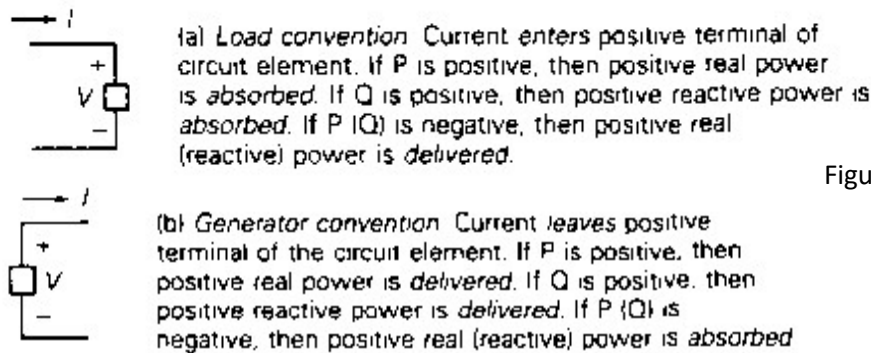 I
+
V
−
(a) Load convention Current enters positive terminal of
circuit element. If P is positive, then positive real power
is absorbed. If Q is positive, then positive reactive power is
absorbed. If P (Q) is negative, then positive real
(reactive) power is delivered.
Figu
I
+
V
−
(b) Generator convention Current leaves positive
terminal of the circuit element. If P is positive, then
positive real power is delivered. If Q is positive, then
positive reactive power is delivered. If P (Q) is
negative, then positive real (reactive) power is absorbed